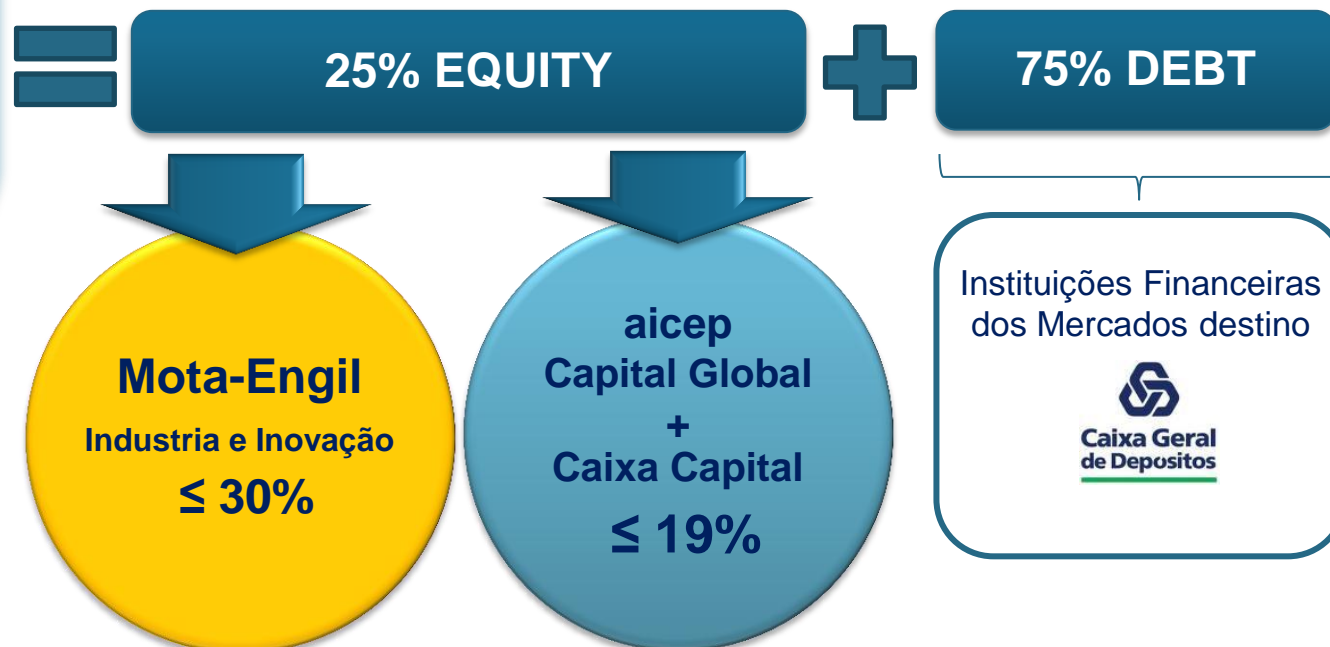 25% EQUITY
75% DEBT
Mota-Engil
Industria e Inovação
≤ 30%
aicep
Capital Global
+
Caixa Capital
≤ 19%
Instituições Financeiras
dos Mercados destino
Caixa Geral
de Depositos